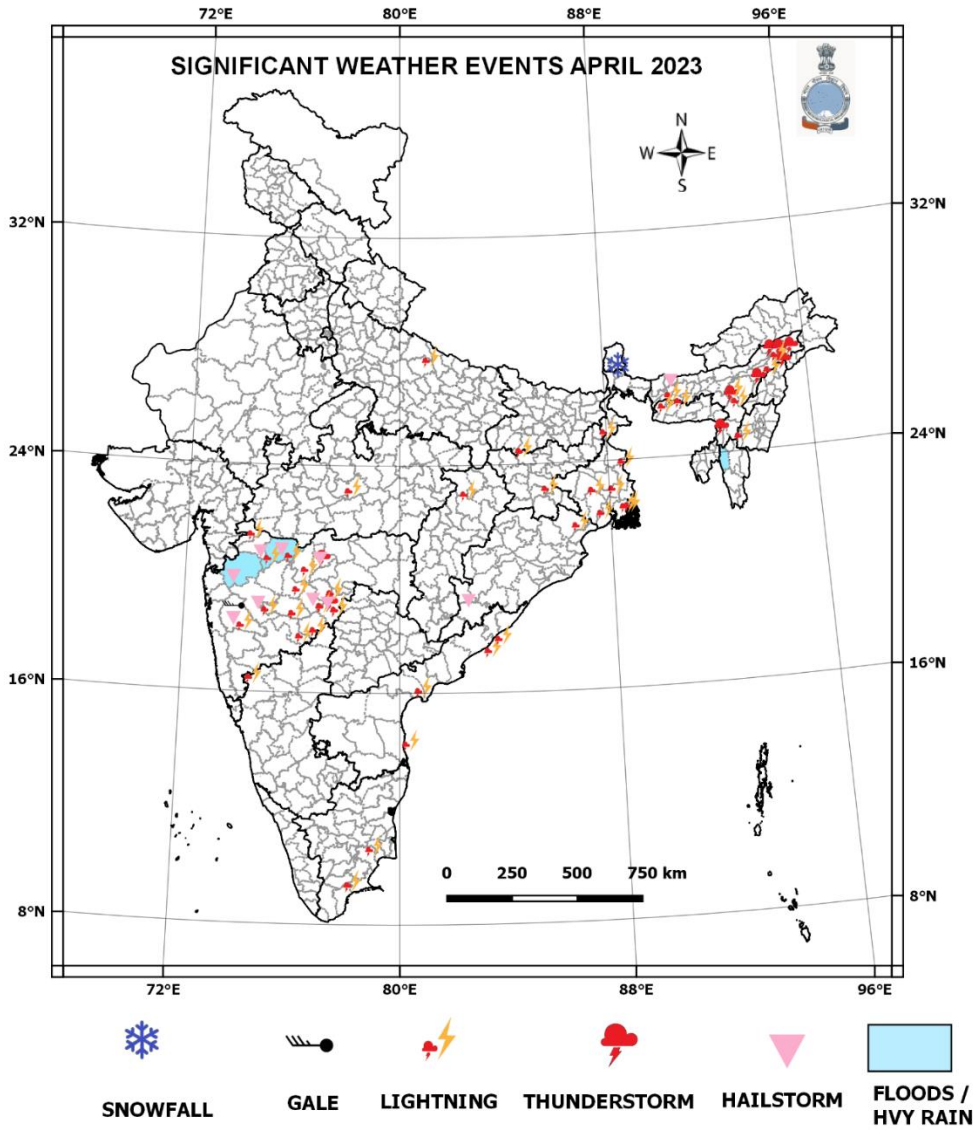 72°E 80°E 88°E 96°E
SIGNIFICANT WEATHER EVENTS APRIL 2023
N
W E
S
32°N 32°N
24°N 24°N
16°N 16°N
0 250 500 750 km
8°N 8°N
72°E 80°E 88°E 96°E
SNOWFALL GALE LIGHTNING THUNDERSTORM HAILSTORM FLOODS /
HVY RAIN